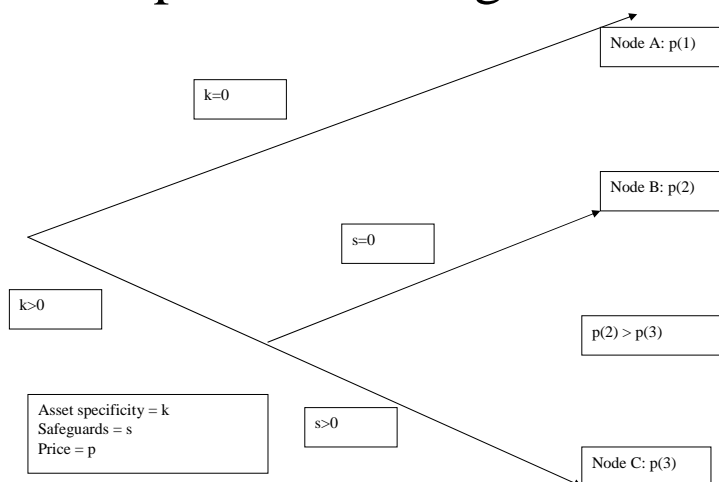 Node A: p(1)
k=0
Node B: p(2)
s=0
k>0
p(2) > p(3)
Asset specificity = k
Safeguards = s
Price = p
s>0
Node C: p(3)